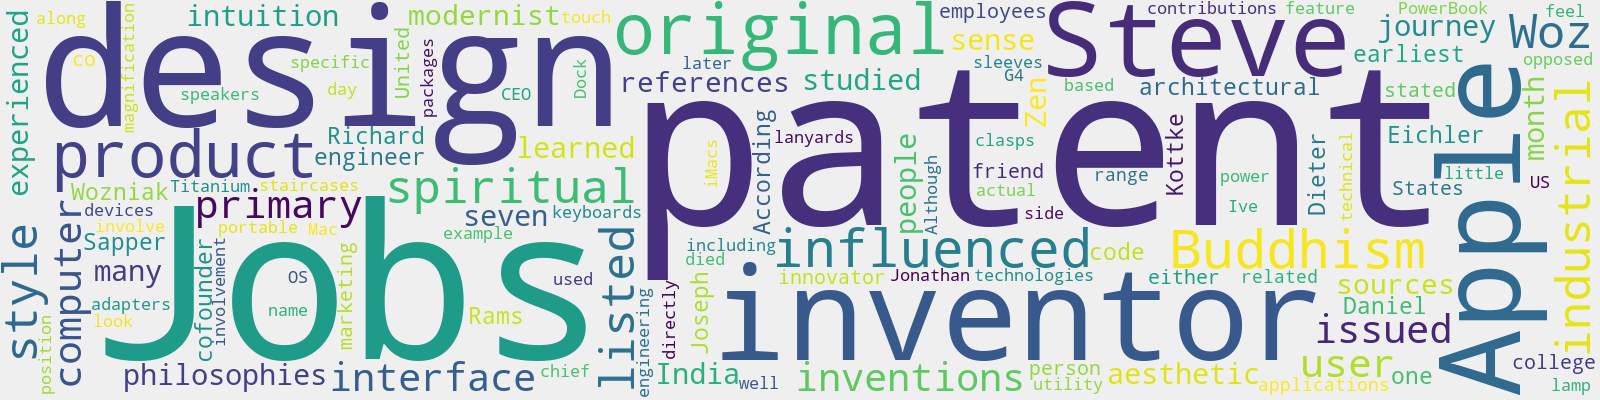 experienced
along
co
magnification
intuition
modernist
touch
original
employees
Steve
contributions
feature
PowerBook
feel
journey
Woz
design
specific
United
packages
speakers
day
CEO
Dock
later
sense
sleeves
G4
earliest
opposed
references
studied
Zen
based
architectural
stated
month
industrial
product
Richard
engineer
learned
patent
According
lanyards
iMacs
people
Although
clasps
friend
actual
range
Kottke
power
Ive
Dieter
technical
Eichler
Apple
little
States
US
Wozniak
Titanium
staircases
primary
spiritual
seven
keyboards
side
style
computer
devices
involve
Sapper
many
adapters
look
position
cofounder
involvement
portable
Mac
OS
name
marketing
Jobs
example
used
Rams
listed
engineering
directly
including
died
Joseph
influenced
code
Buddhism
innovator
Jonathan
technologies
either
related
sources
inventor
Daniel
issued
philosophies
interface
chief
India
well
inventions
person
utility
aesthetic
user
applications
one
college
lamp